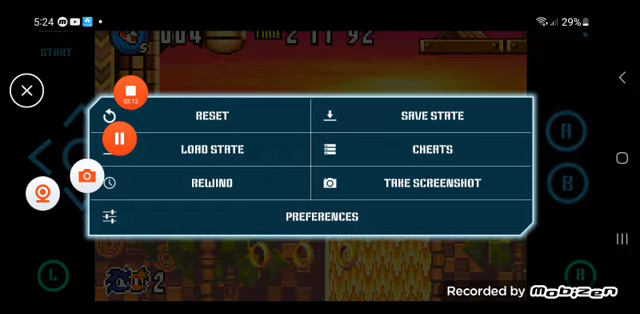 5:24
29%
START
004
TIME 2 11 92
02:12
RESET
SAVE STATE
LOAD STATE
CHEATS
REWIND
TAKE SCREENSHOT
PREFERENCES
A
B
L
R
2
Recorded by Mobizen